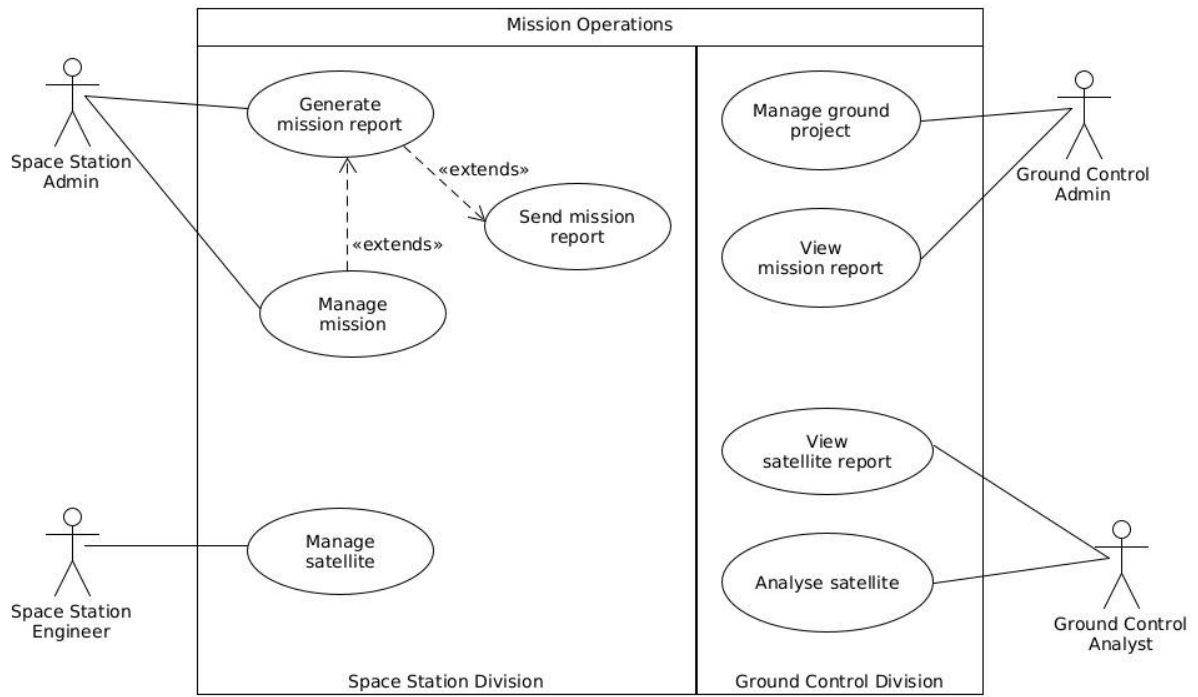 Mission Operations
Space Station
Admin
Generate
mission report
«extends»
Send mission
report
«extends»
Manage
mission
Space Station
Engineer
Manage
satellite
Space Station Division
Manage ground
project
Ground Control
Admin
View
mission report
View
satellite report
Analyse satellite
Ground Control
Analyst
Ground Control Division